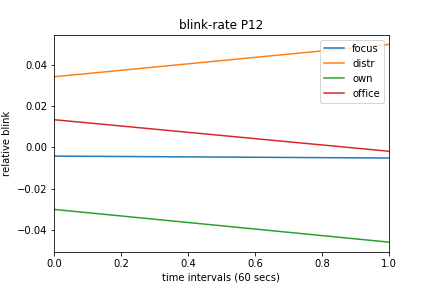 blink-rate P12
focus
distr
own
office
relative blink
0.04
0.02
0.00
−0.02
−0.04
0.0 0.2 0.4 0.6 0.8 1.0
time intervals (60 secs)